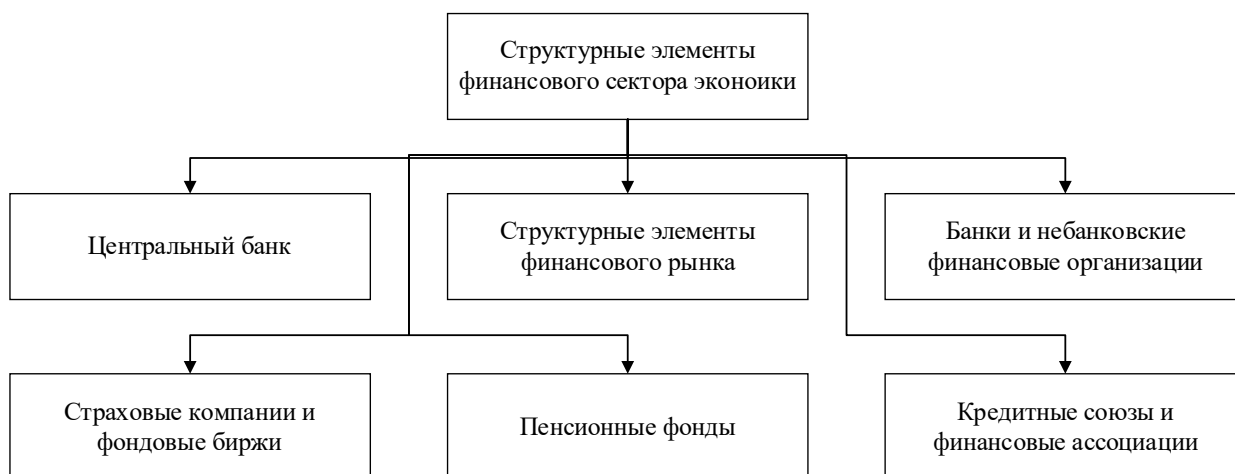 Структурные элементы
финансового сектора эконоики
Центральный банк
Структурные элементы
финансового рынка
Банки и небанковские
финансовые организации
Страховые компании и
фондовые биржи
Пенсионные фонды
Кредитные союзы и
финансовые ассоциации